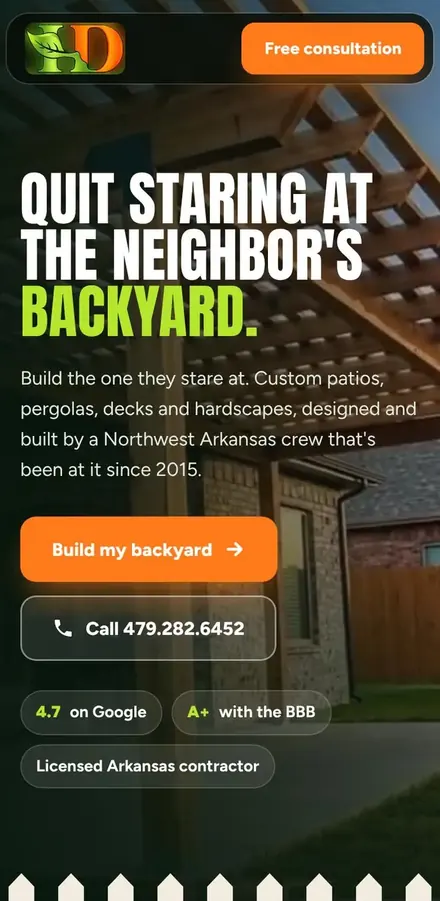 HD
Free consultation
QUIT STARING AT
THE NEIGHBOR'S
BACKYARD.
Build the one they stare at. Custom patios,
pergolas, decks and hardscapes, designed and
built by a Northwest Arkansas crew that's
been at it since 2015.
Build my backyard →
Call 479.282.6452
4.7 on Google
A+ with the BBB
Licensed Arkansas contractor